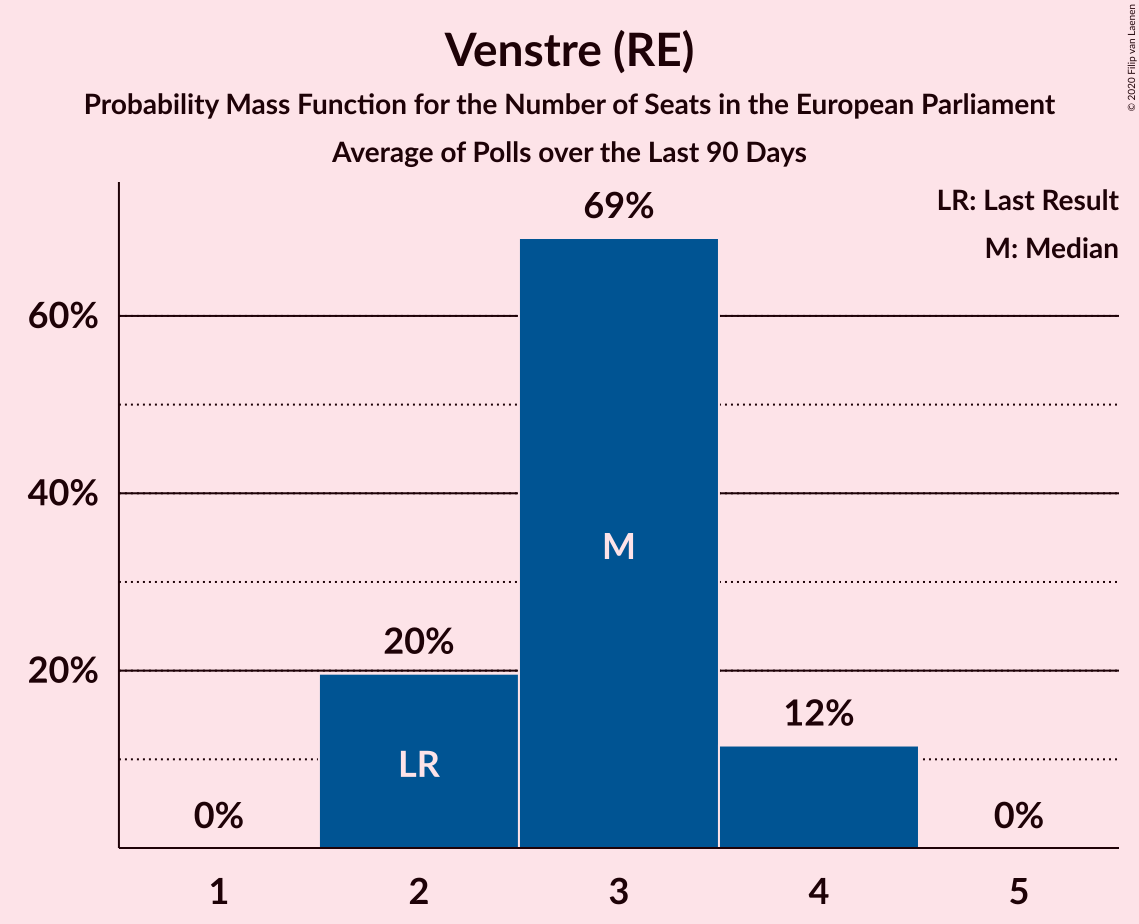 Venstre (RE)
Probability Mass Function for the Number of Seats in the European Parliament
Average of Polls over the Last 90 Days
© 2020 Filip van Laenen
LR: Last Result
M: Median
69%
60%
40%
M
20%
20%
12%
LR
0%
0%
1 2 3 4 5